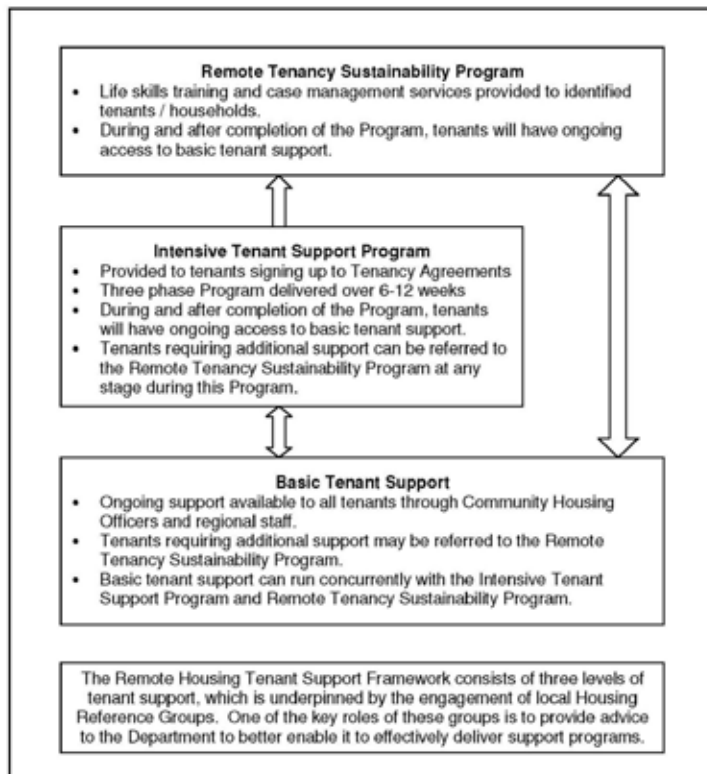 Remote Tenancy Sustainability Program
• Life skills training and case management services provided to identified
tenants / households.
• During and after completion of the Program, tenants will have ongoing
access to basic tenant support.
Intensive Tenant Support Program
• Provided to tenants signing up to Tenancy Agreements
• Three phase Program delivered over 6-12 weeks
• During and after completion of the Program, tenants
will have ongoing access to basic tenant support.
• Tenants requiring additional support can be referred to
the Remote Tenancy Sustainability Program at any
stage during this Program.
Basic Tenant Support
• Ongoing support available to all tenants through Community Housing
Officers and regional staff.
• Tenants requiring additional support may be referred to the Remote
Tenancy Sustainability Program.
• Basic tenant support can run concurrently with the Intensive Tenant
Support Program and Remote Tenancy Sustainability Program.
The Remote Housing Tenant Support Framework consists of three levels of
tenant support, which is underpinned by the engagement of local Housing
Reference Groups. One of the key roles of these groups is to provide advice
to the Department to better enable it to effectively deliver support programs.